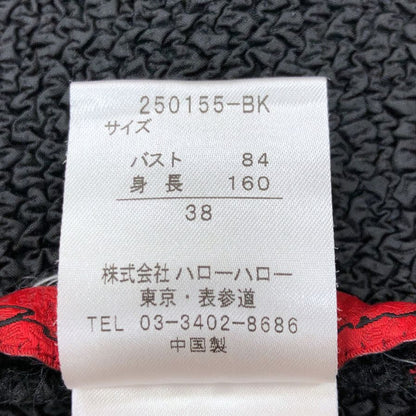 250155-BK
サイズ
バスト 84
身長 160
38
株式会社 ハローハロー
東京・表参道
TEL 03-3402-8686
中国製